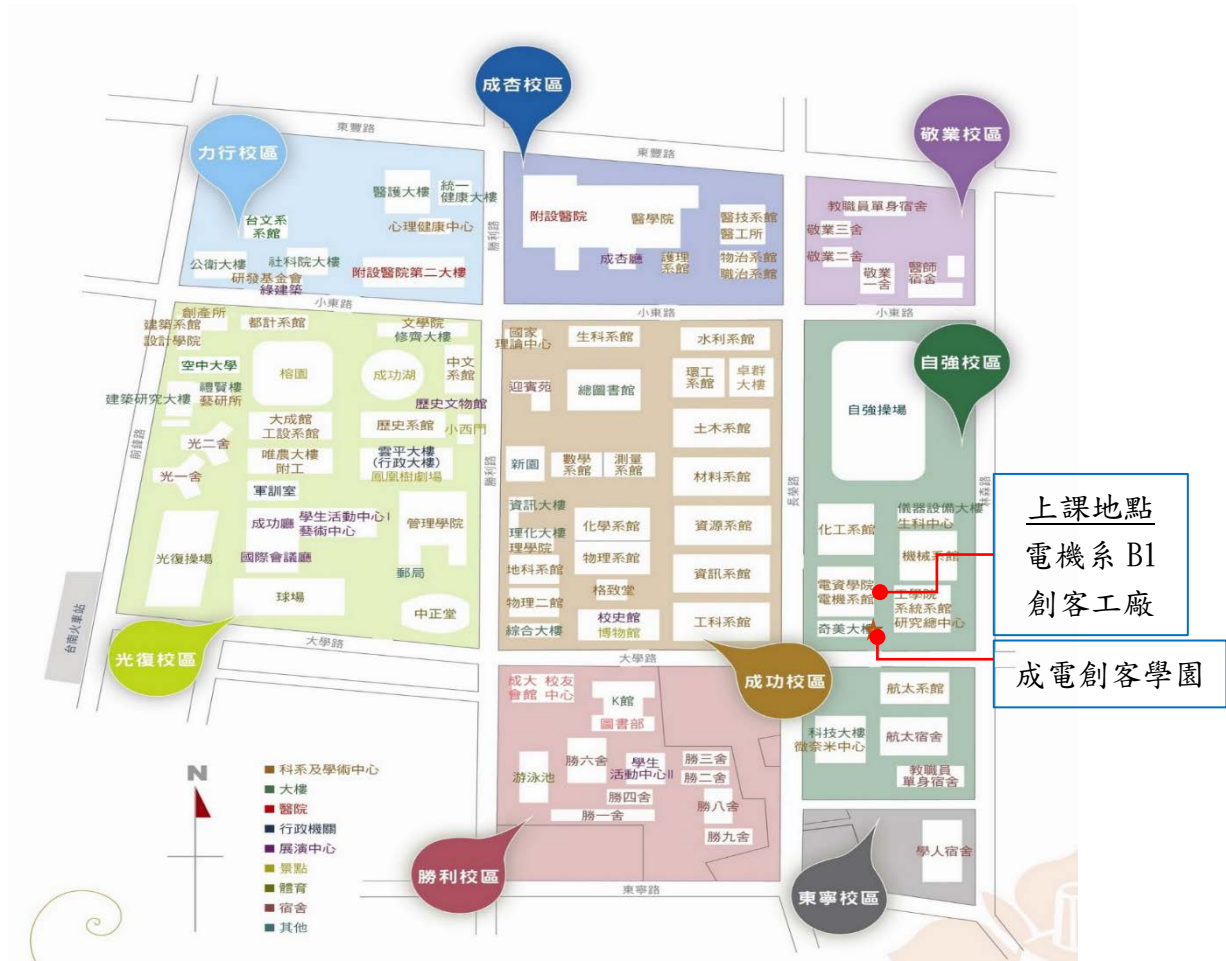 成杏校區
敬業校區
力行校區
東豐路
東豐路
醫護大樓
統一
健康大樓
台文系
系館
心理健康中心
公衛大樓
社科院大樓
研發基金會
綠建築
附設醫院第二大樓
勝利路
附設醫院
醫學院
醫技系館
醫工所
成杏廳
護理
系館
物治系館
職治系館
教職員單身宿舍
敬業三舍
敬業二舍
敬業
一舍
醫師
宿舍
小東路
小東路
小東路
創產所
建築系館
設計學院
都計系館
文學院
修齊大樓
空中大學
榕園
成功湖
中文
系館
禮賢樓
藝研所
建築研究大樓
歷史文物館
大成館
工設系館
歷史系館
小西門
光二舍
唯農大樓
附工
雲平大樓
(行政大樓)
鳳凰樹劇場
光一舍
軍訓室
成功廳
學生活動中心I
藝術中心
管理學院
光復操場
國際會議廳
郵局
球場
中正堂
前鋒路
台南火車站
光復校區
大學路
國家
理論中心
生科系館
水利系館
迎賓苑
總圖書館
環工
系館
卓群
大樓
土木系館
新園
數學
系館
測量
系館
材料系館
勝利路
資訊大樓
理化大樓
理學院
化學系館
資源系館
地科系館
物理系館
資訊系館
物理二館
格致堂
綜合大樓
校史館
博物館
工科系館
大學路
成功校區
長榮路
自強校區
自強操場
林森路
儀器設備大樓
生科中心
化工系館
機械系館
電資學院
電機系館
工學院
系統系館
研究總中心
奇美大樓
上課地點
電機系 B1
創客工廠
成電創客學園
成大 校友
會館 中心
K館
圖書部
游泳池
勝六舍
學生
活動中心II
勝三舍
勝二舍
勝四舍
勝八舍
勝一舍
勝九舍
勝利校區
東寧路
航太系館
科技大樓
微奈米中心
航太宿舍
教職員
單身宿舍
學人宿舍
東寧校區
N
科系及學術中心
大樓
醫院
行政機關
展演中心
景點
體育
宿舍
其他